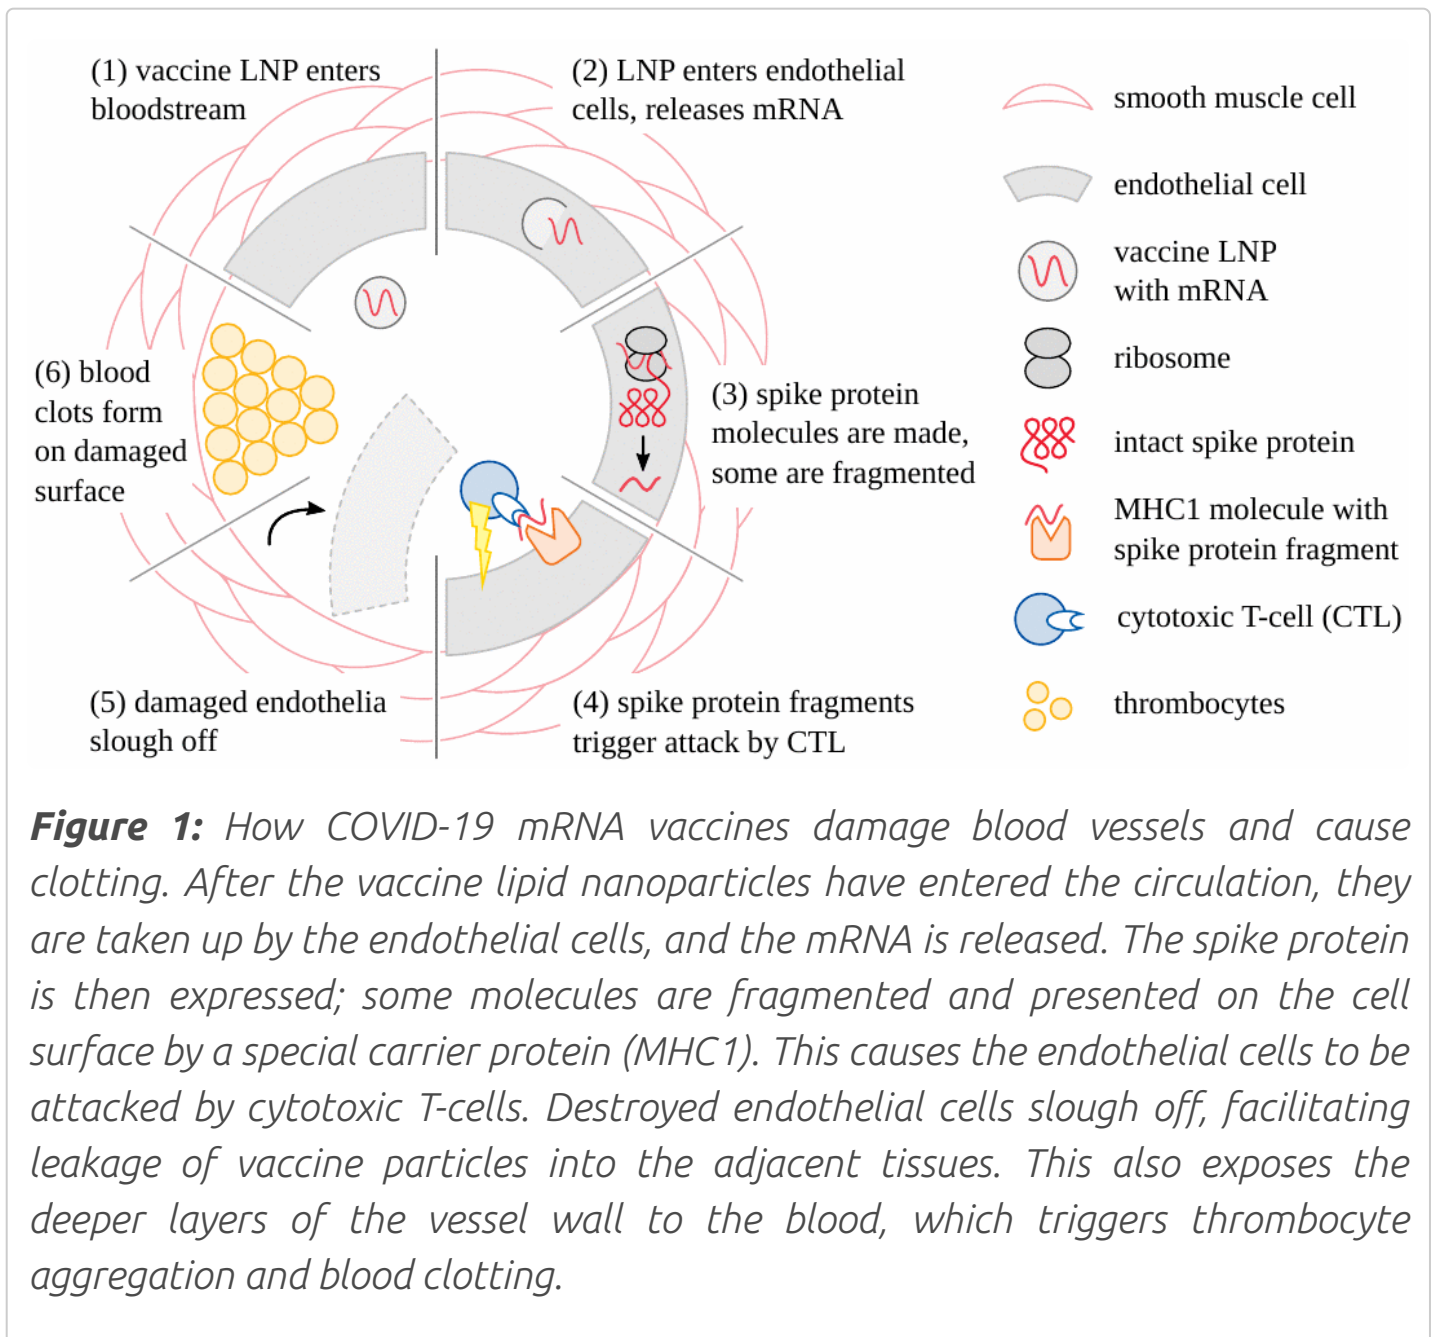 (1) vaccine LNP enters
bloodstream
(2) LNP enters endothelial
cells, releases mRNA
(3) spike protein
molecules are made,
some are fragmented
(4) spike protein fragments
trigger attack by CTL
(5) damaged endothelia
slough off
(6) blood
clots form
on damaged
surface
smooth muscle cell
endothelial cell
vaccine LNP
with mRNA
ribosome
intact spike protein
MHC1 molecule with
spike protein fragment
cytotoxic T-cell (CTL)
thrombocytes
Figure 1: How COVID-19 mRNA vaccines damage blood vessels and cause
clotting. After the vaccine lipid nanoparticles have entered the circulation, they
are taken up by the endothelial cells, and the mRNA is released. The spike protein
is then expressed; some molecules are fragmented and presented on the cell
surface by a special carrier protein (MHC1). This causes the endothelial cells to be
attacked by cytotoxic T-cells. Destroyed endothelial cells slough off, facilitating
leakage of vaccine particles into the adjacent tissues. This also exposes the
deeper layers of the vessel wall to the blood, which triggers thrombocyte
aggregation and blood clotting.